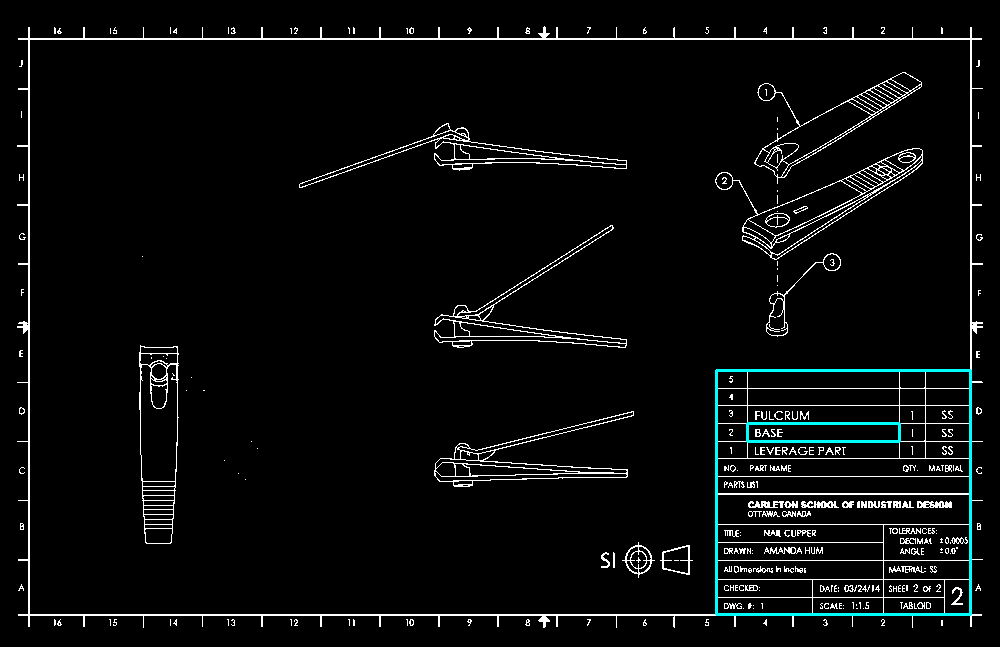 16 15 14 13 12 11 10 9 8 7 6 5 4 3 2 1
J J
I I
H H
G G
F F
E E
D D
C C
B B
A A
1
2
3
SI
5
4
3 FULCRUM 1 SS
2 BASE 1 SS
1 LEVERAGE PART 1 SS
NO. PART NAME QTY. MATERIAL
PARTS LIST
CARLETON SCHOOL OF INDUSTRIAL DESIGN
OTTAWA, CANADA
TITLE: NAIL CLIPPER
DRAWN: AMANDA HUM
TOLERANCES:
DECIMAL ±0.0005
ANGLE ±0.0°
All Dimensions in Inches
MATERIAL: SS
CHECKED: DATE: 03/24/14 SHEET 2 OF 2
DWG. #: 1 SCALE: 1:1.5 TABLOID 2
16 15 14 13 12 11 10 9 8 7 6 5 4 3 2 1